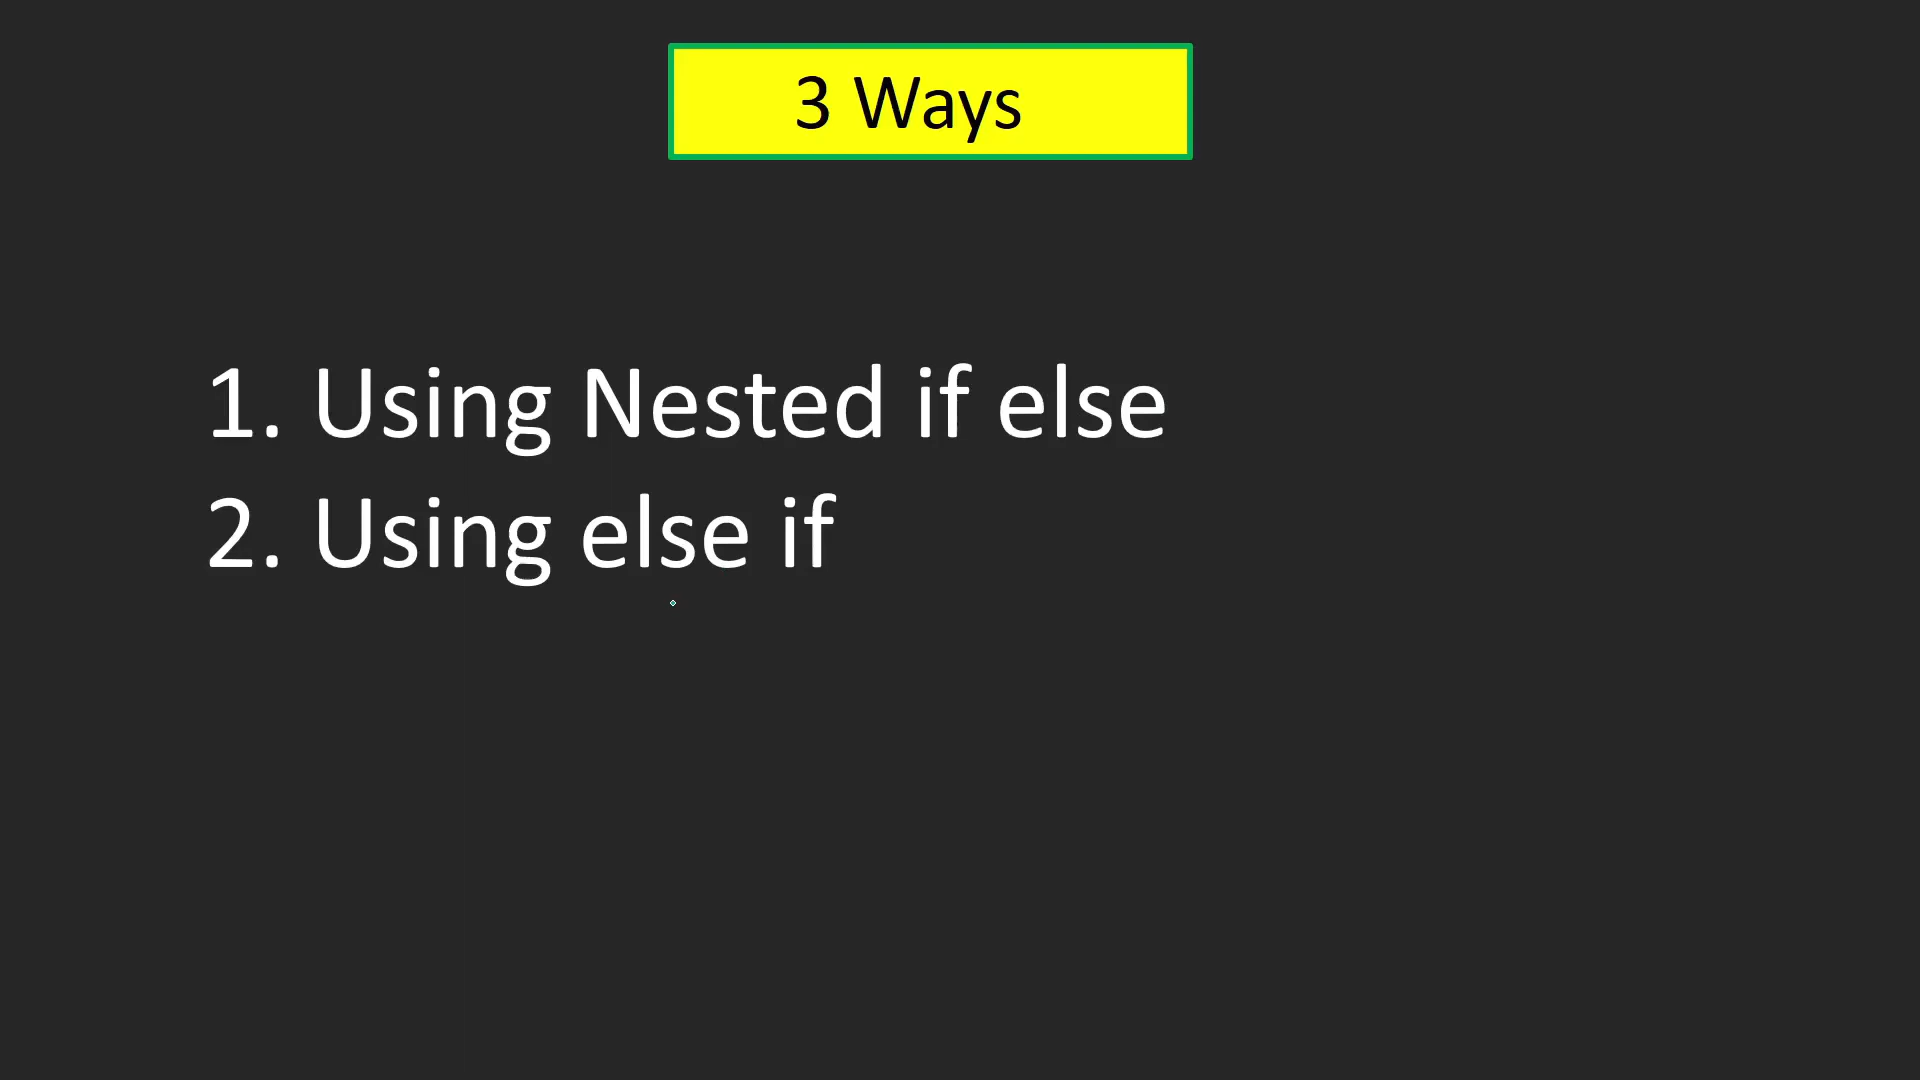 3 Ways
1. Using Nested if else
2. Using else if